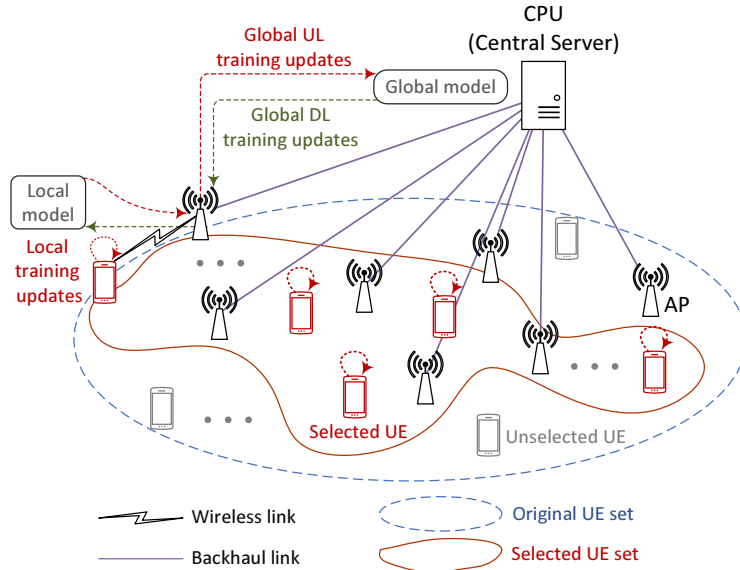 CPU
(Central Server)
Global UL
training updates
Global model
Global DL
training updates
Local
model
Local
training
updates
AP
Selected UE
Unselected UE
Wireless link
Original UE set
Backhaul link
Selected UE set